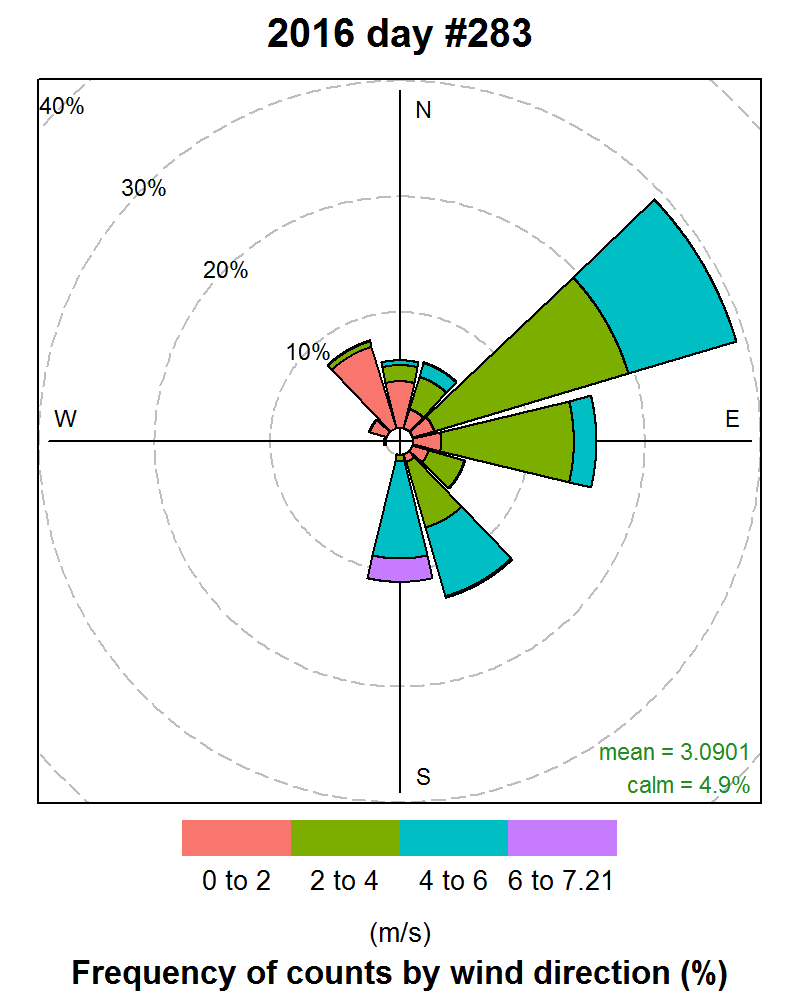 2016 day #283
40%
N
30%
20%
10%
W
E
S
mean = 3.0901
calm = 4.9%
0 to 2 2 to 4 4 to 6 6 to 7.21
(m/s)
Frequency of counts by wind direction (%)